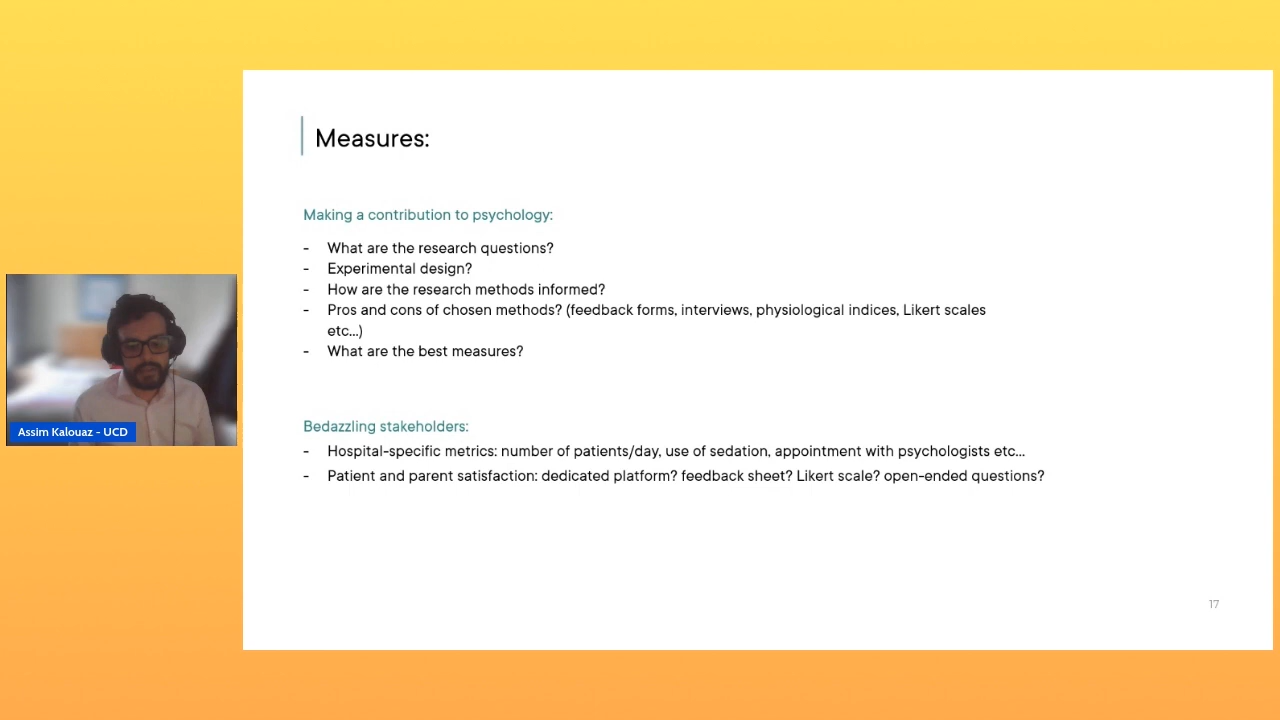 Measures:
Making a contribution to psychology:
- What are the research questions?
- Experimental design?
- How are the research methods informed?
- Pros and cons of chosen methods? (feedback forms, interviews, physiological indices, Likert scales
etc...)
- What are the best measures?
Bedazzling stakeholders:
- Hospital-specific metrics: number of patients/day, use of sedation, appointment with psychologists etc...
- Patient and parent satisfaction: dedicated platform? feedback sheet? Likert scale? open-ended questions?
17
Assim Kalouaz - UCD